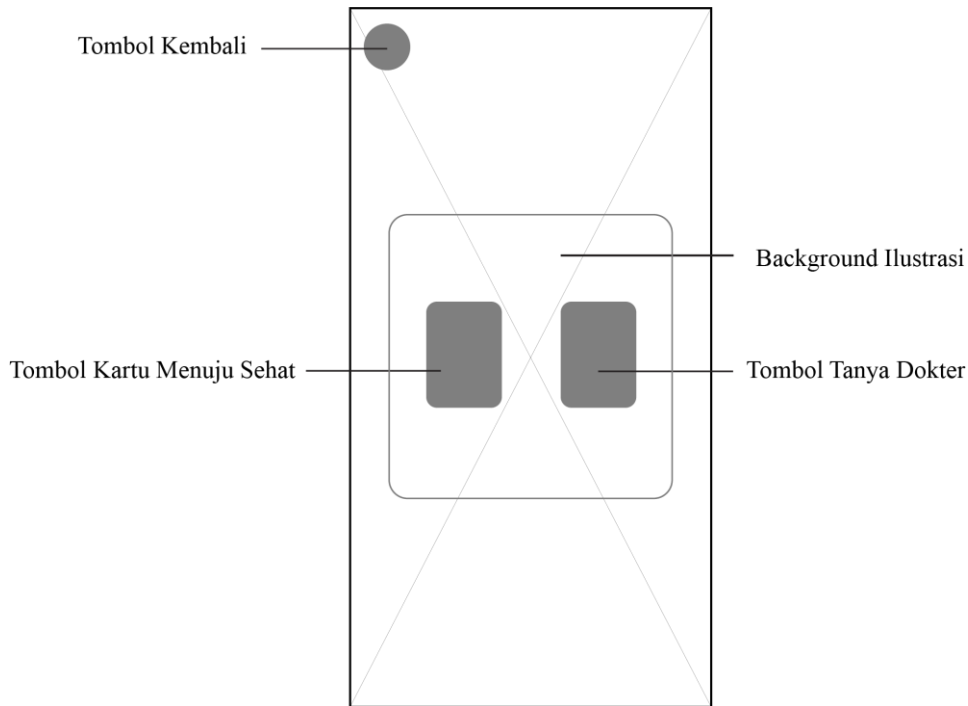 Tombol Kembali
Background Ilustrasi
Tombol Kartu Menuju Sehat
Tombol Tanya Dokter